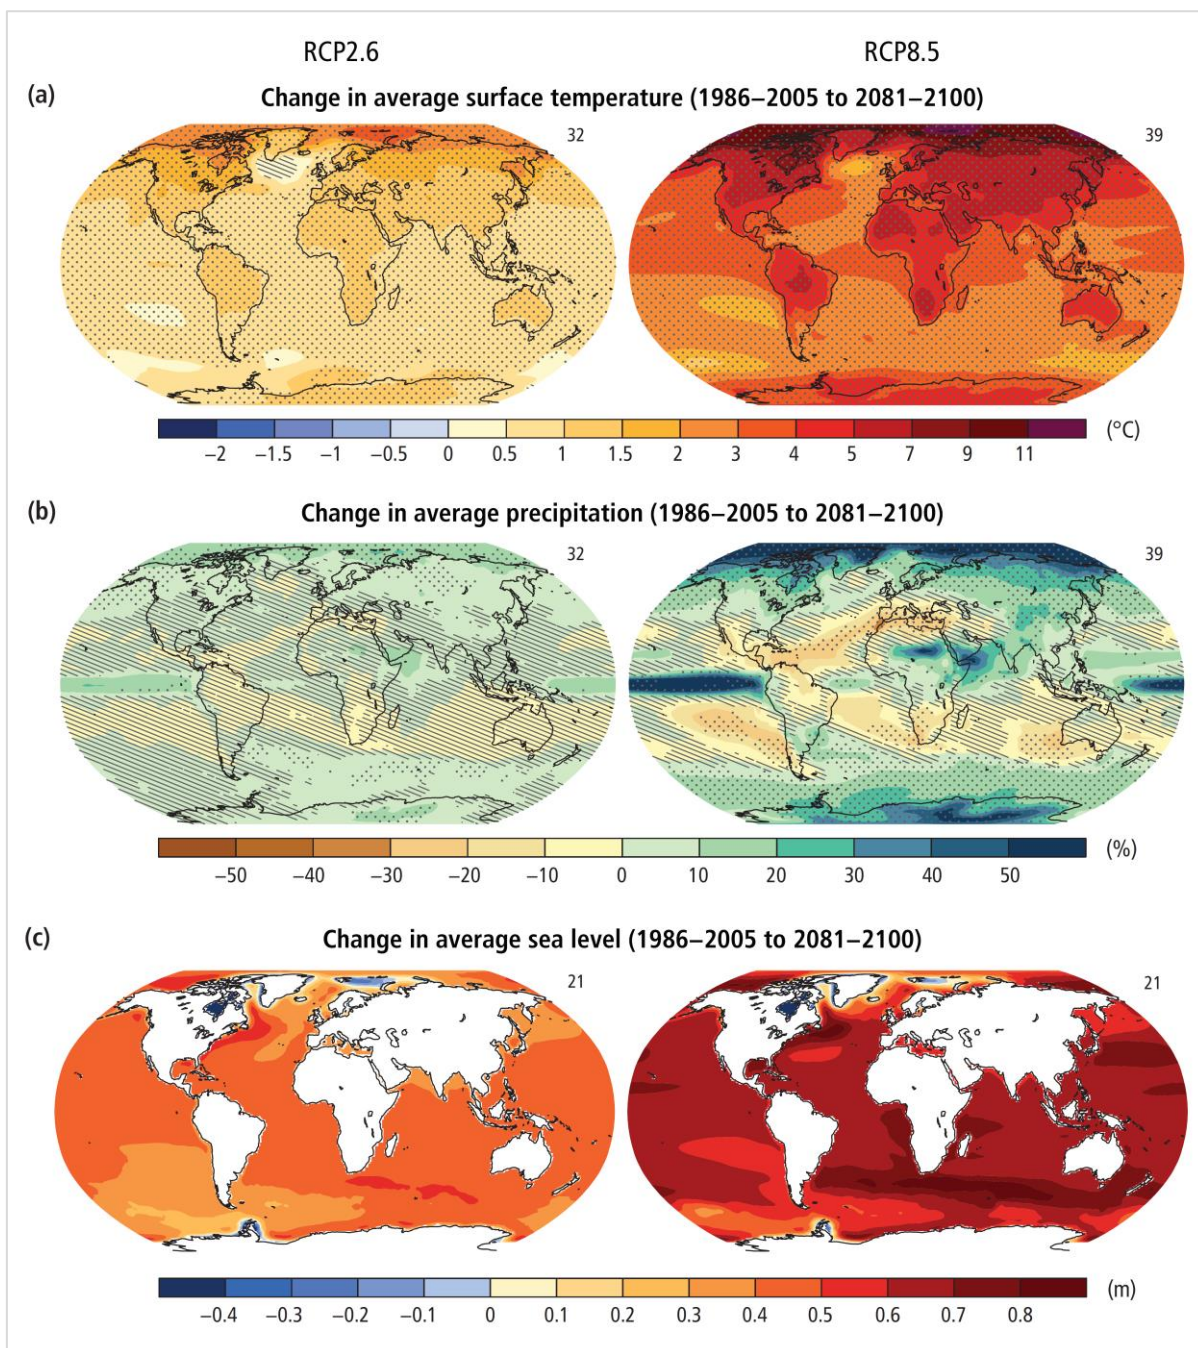 RCP2.6 RCP8.5
(a) Change in average surface temperature (1986–2005 to 2081–2100)
32 39
−2 −1.5 −1 −0.5 0 0.5 1 1.5 2 3 4 5 7 9 11 (°C)
(b) Change in average precipitation (1986–2005 to 2081–2100)
32 39
−50 −40 −30 −20 −10 0 10 20 30 40 50 (%)
(c) Change in average sea level (1986–2005 to 2081–2100)
21 21
−0.4 −0.3 −0.2 −0.1 0 0.1 0.2 0.3 0.4 0.5 0.6 0.7 0.8 (m)